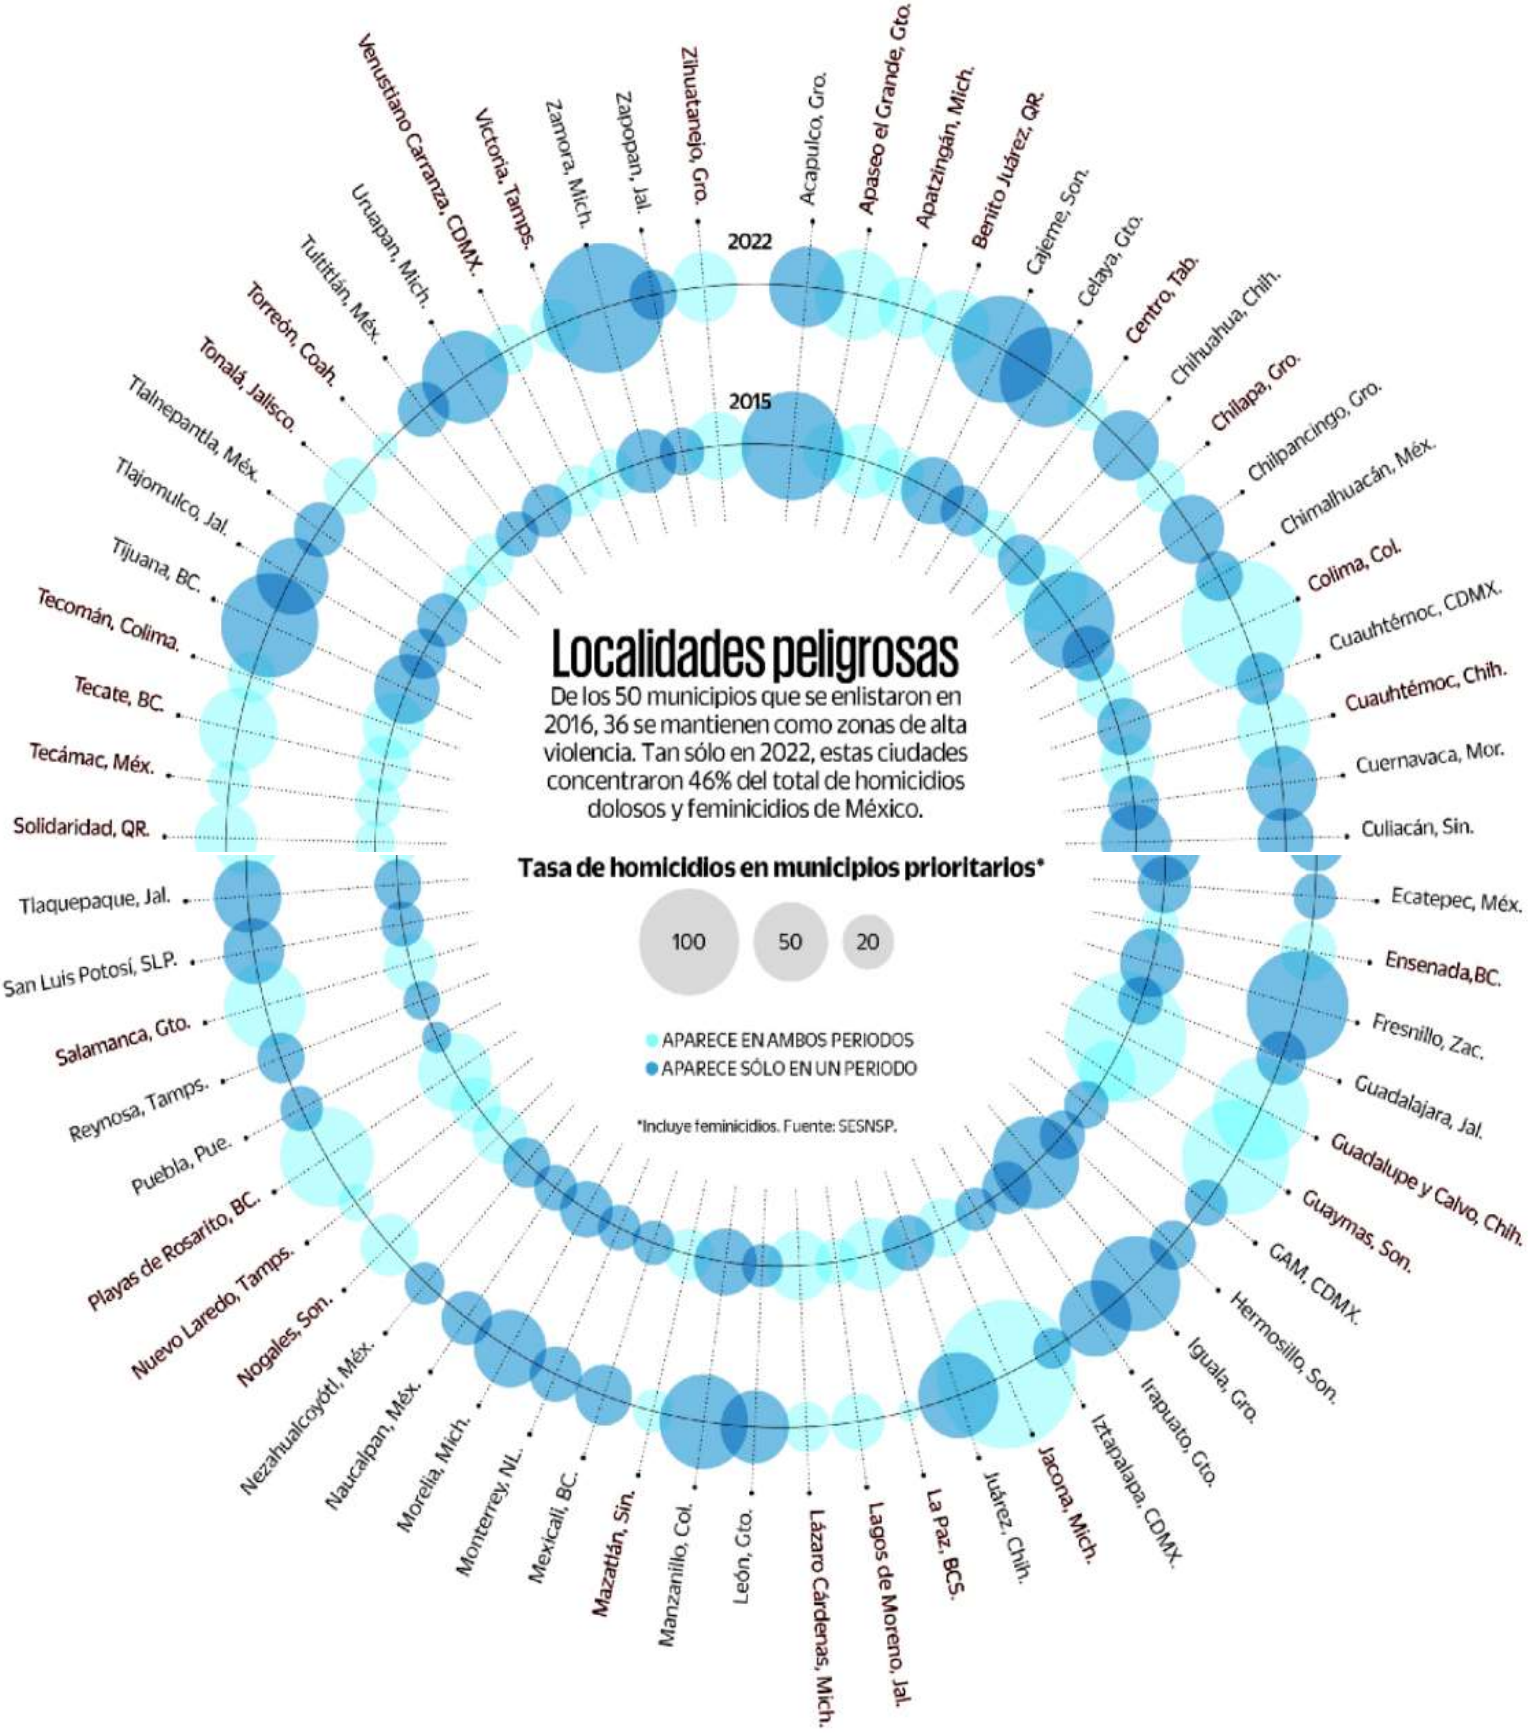 Zihuatanejo, Gro.
Acapulco, Gro.
Apaseo el Grande, Gto.
Apatzingán, Mich.
Benito Juárez, QR.
Cajeme, Son.
Celaya, Gto.
Centro, Tab.
Chihuahua, Chih.
Chilapa, Gro.
Chilpancingo, Gro.
Chimalhuacán, Méx.
Colima, Col.
Cuauhtémoc, CDMX.
Cuauhtémoc, Chih.
Cuernavaca, Mor.
Culiacán, Sin.
Ecatepec, Méx.
Ensenada,BC.
Fresnillo, Zac.
Guadalajara, Jal.
Guadalupe y Calvo, Chih.
Guaymas, Son.
GAM, CDMX.
Hermosillo, Son.
Iguala, Gro.
Irapuato, Gto.
Iztapalapa, CDMX.
Jacona, Mich.
Juárez, Chih.
La Paz, BCS.
Lagos de Moreno, Jal.
Lázaro Cárdenas, Mich.
León, Gto.
Manzanillo, Col.
Mazatlán, Sin.
Mexicali, BC.
Monterrey, NL.
Morelia, Mich.
Naucalpan, Méx.
Nezahualcoyótl, Méx.
Nogales, Son.
Nuevo Laredo, Tamps.
Playas de Rosarito, BC.
Puebla, Pue.
Reynosa, Tamps.
Salamanca, Gto.
San Luis Potosí, SLP.
Tlaquepaque, Jal.
Solidaridad, QR.
Tecámac, Méx.
Tecate, BC.
Tecomán, Colima.
Tijuana, BC.
Tlajomulco, Jal.
Tlalnepantla, Méx.
Tonalá, Jalisco.
Torreón, Coah.
Tultitlán, Méx.
Uruapan, Mich.
Venustiano Carranza, CDMX.
Victoria, Tamps.
Zamora, Mich.
Zapopan, Jal.
2022
2015
Localidades peligrosas
De los 50 municipios que se enlistaron en
2016, 36 se mantienen como zonas de alta
violencia. Tan sólo en 2022, estas ciudades
concentraron 46% del total de homicidios
dolosos y feminicidios de México.
Tasa de homicidios en municipios prioritarios*
100 50 20
APARECE EN AMBOS PERIODOS
APARECE SÓLO EN UN PERIODO
*Incluye feminicidios. Fuente: SESNSP.